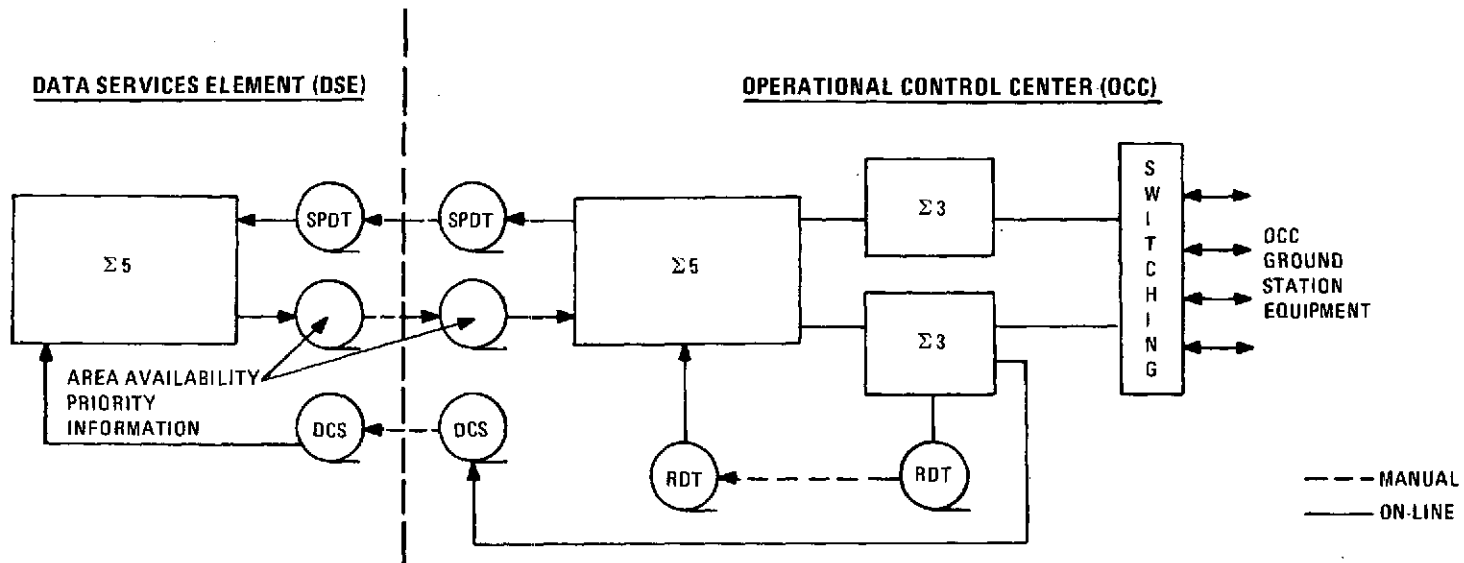 DATA SERVICES ELEMENT (DSE)
OPERATIONAL CONTROL CENTER (OCC)
SPDT
SPDT
Σ5
Σ5
Σ3
Σ3
SWITCHING
OCC
GROUND
STATION
EQUIPMENT
AREA AVAILABILITY
PRIORITY
INFORMATION
DCS
DCS
RDT
RDT
MANUAL
ON-LINE